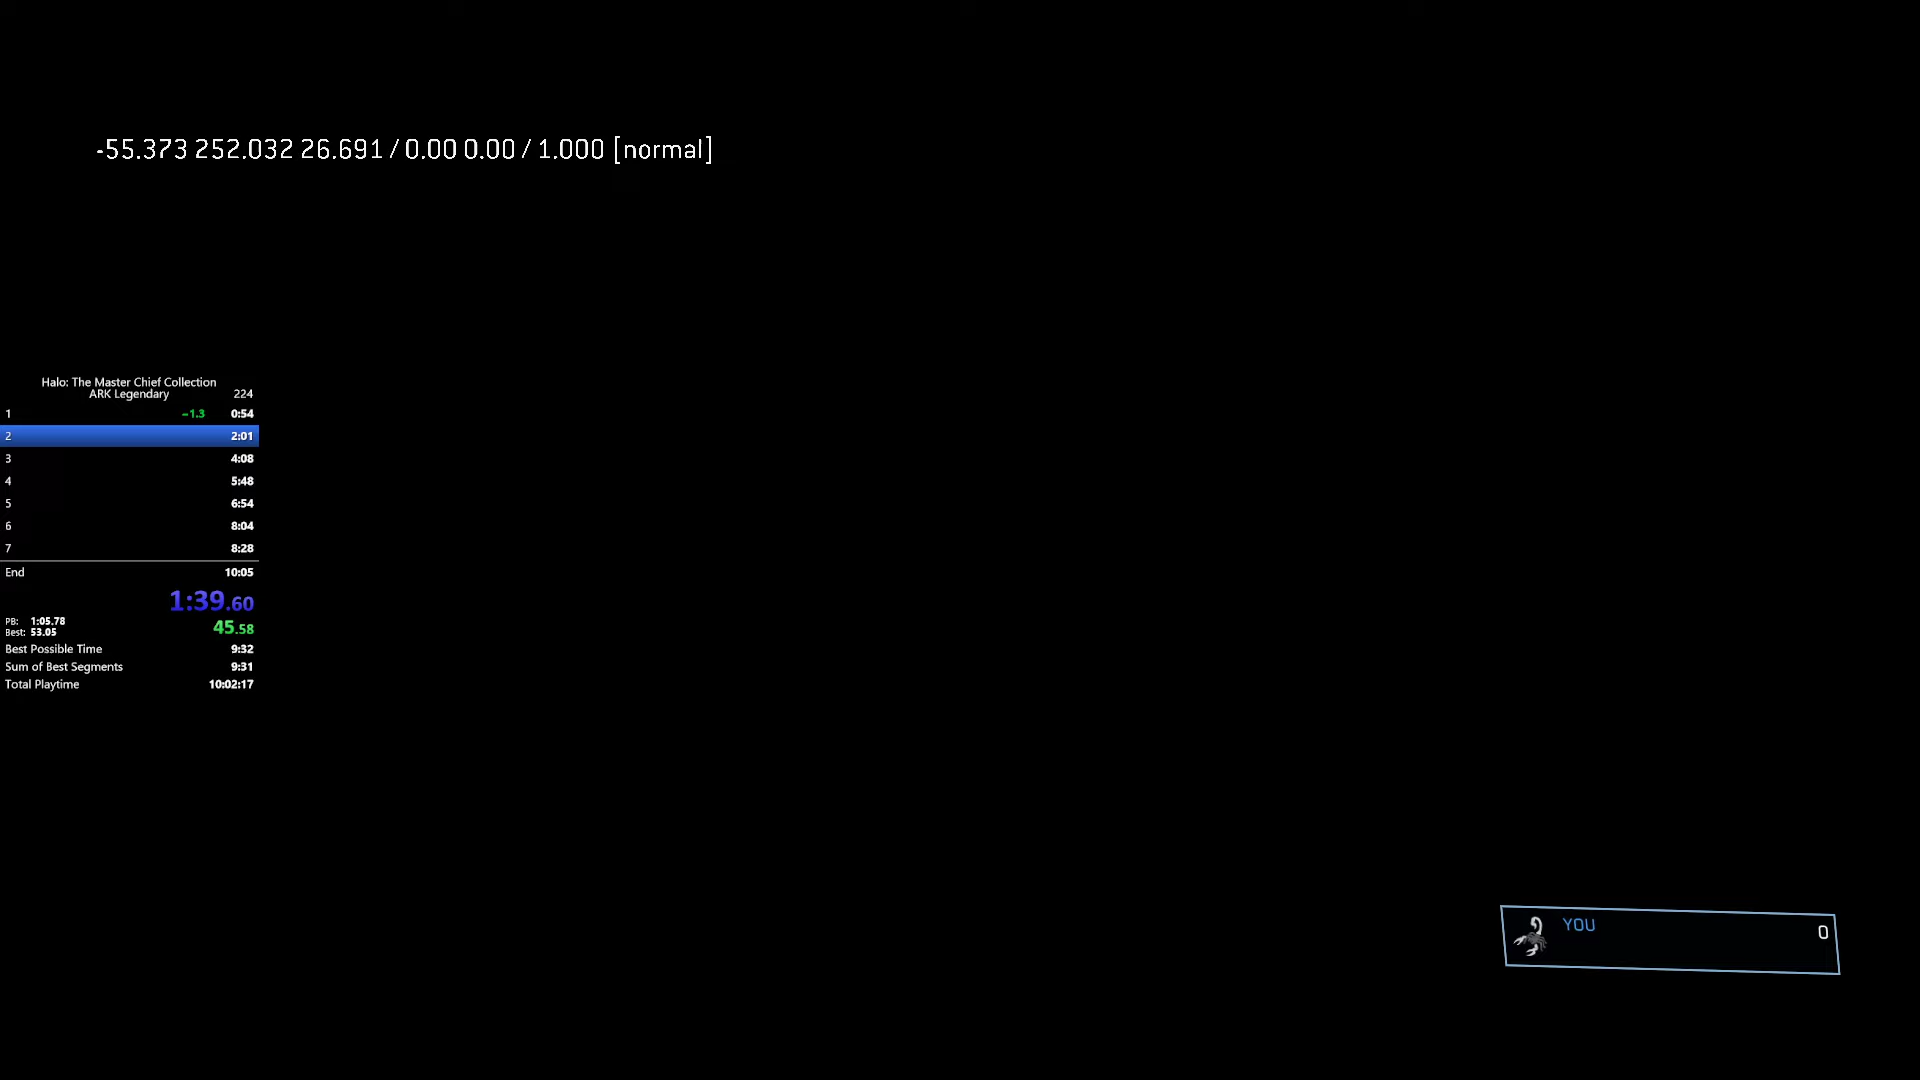 -55.373 252.032 26.691 / 0.00 0.00 / 1.000 [normal]
Halo: The Master Chief Collection
ARK Legendary 224
1 −1.3 0:54
2 2:01
3 4:08
4 5:48
5 6:54
6 8:04
7 8:28
End 10:05
1:39.60
PB: 1:05.78
Best: 53.05
45.58
Best Possible Time 9:32
Sum of Best Segments 9:31
Total Playtime 10:02:17
YOU 0